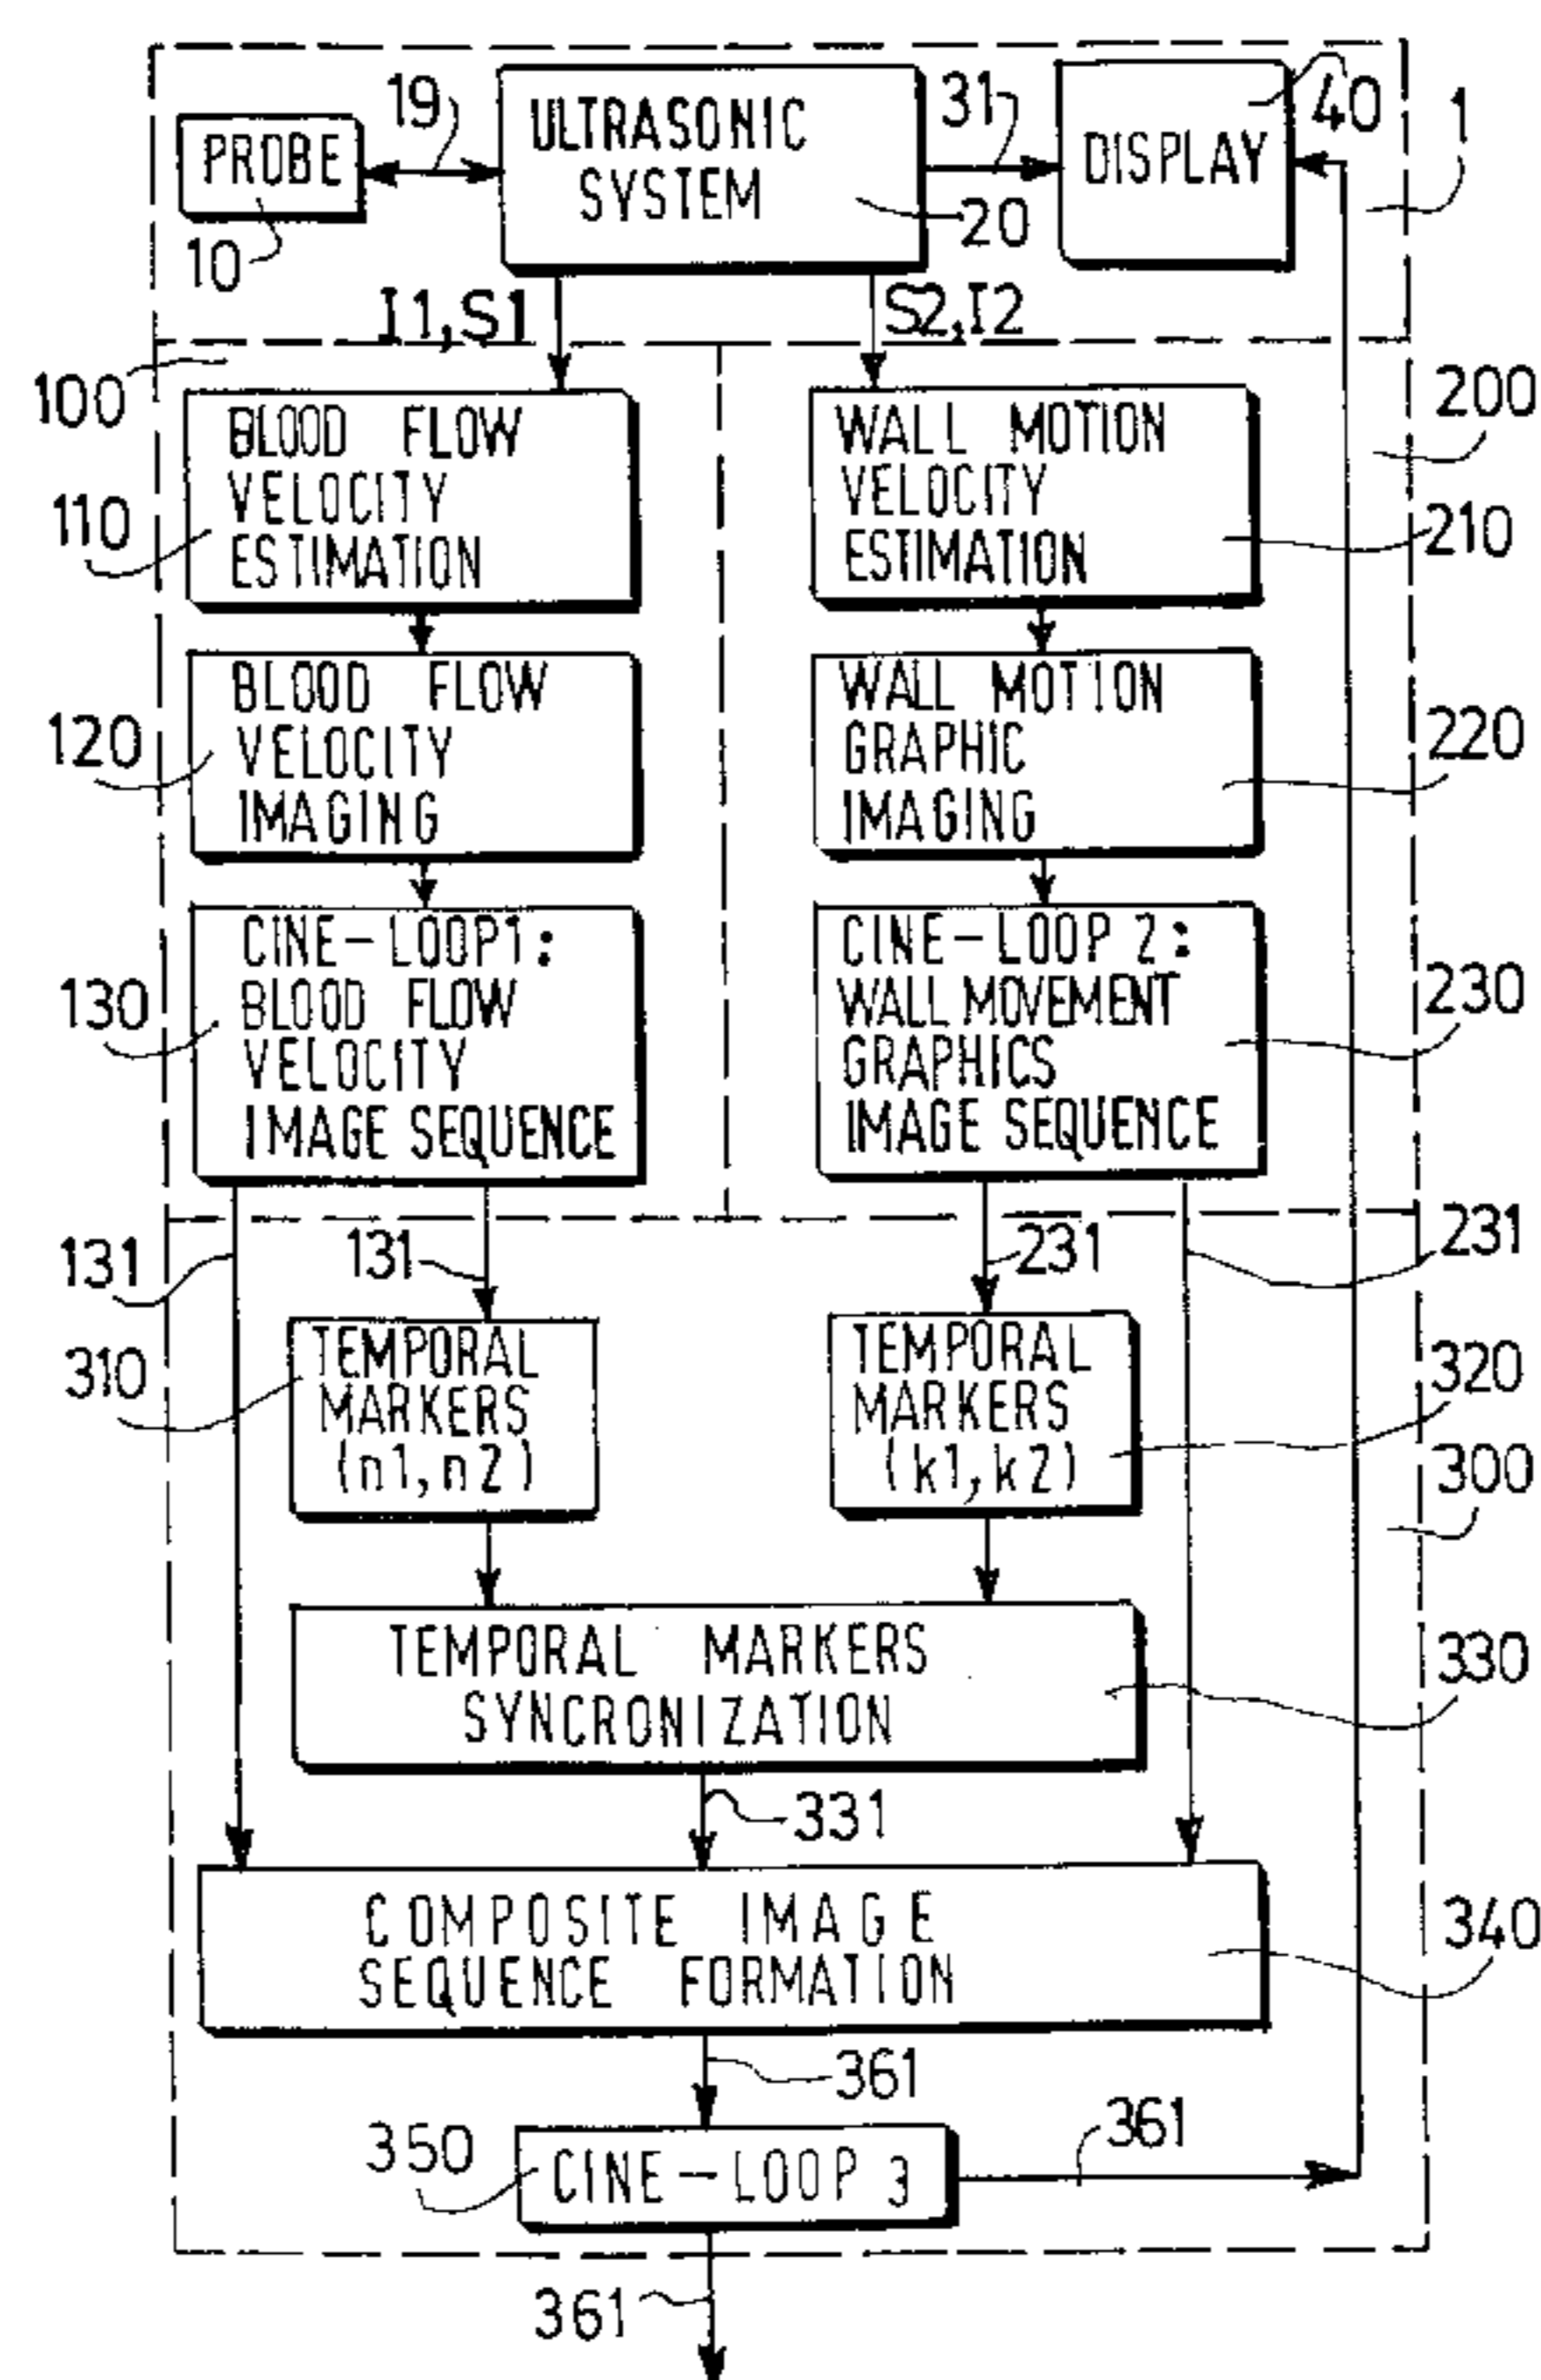 19
ULTRASONIC
SYSTEM
31
40
1
PROBE
DISPLAY
20
10
I1,S1
S2,I2
100
200
BLOOD FLOW
VELOCITY
ESTIMATION
WALL MOTION
VELOCITY
ESTIMATION
110
210
BLOOD FLOW
VELOCITY
IMAGING
WALL MOTION
GRAPHIC
IMAGING
120
220
CINE-LOOP1:
BLOOD FLOW
VELOCITY
IMAGE SEQUENCE
CINE-LOOP 2:
WALL MOVEMENT
GRAPHICS
IMAGE SEQUENCE
130
230
131
131
231
231
310
TEMPORAL
MARKERS
(n1,n2)
TEMPORAL
MARKERS
(k1,k2)
320
300
TEMPORAL MARKERS
SYNCRONIZATION
330
331
COMPOSITE IMAGE
SEQUENCE FORMATION
340
361
350
CINE-LOOP 3
361
361